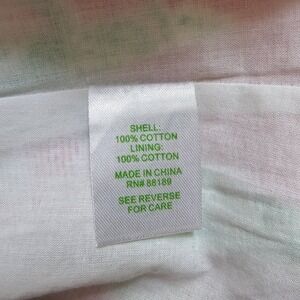 SHELL:
100% COTTON
LINING:
100% COTTON
MADE IN CHINA
RN# 88189
SEE REVERSE
FOR CARE